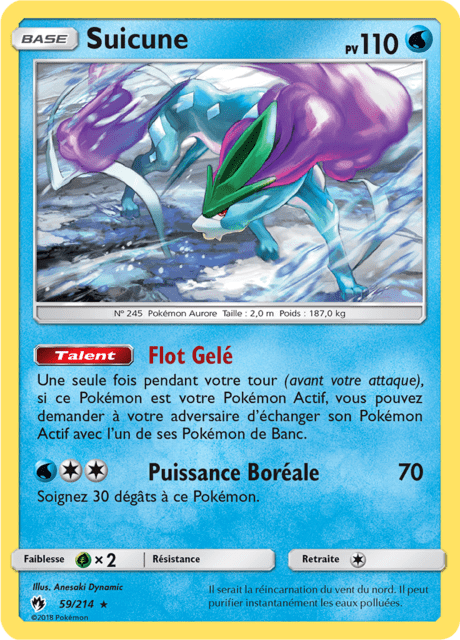 BASE Suicune PV110
N° 245 Pokémon Aurore Taille : 2,0 m Poids : 187,0 kg
Talent Flot Gelé
Une seule fois pendant votre tour (avant votre attaque),
si ce Pokémon est votre Pokémon Actif, vous pouvez
demander à votre adversaire d'échanger son Pokémon
Actif avec l'un de ses Pokémon de Banc.
Puissance Boréale 70
Soignez 30 dégâts à ce Pokémon.
Faiblesse ×2 Résistance Retraite
Illus. Anesaki Dynamic
59/214 ★
©2018 Pokémon
Il serait la réincarnation du vent du nord. Il peut
purifier instantanément les eaux polluées.